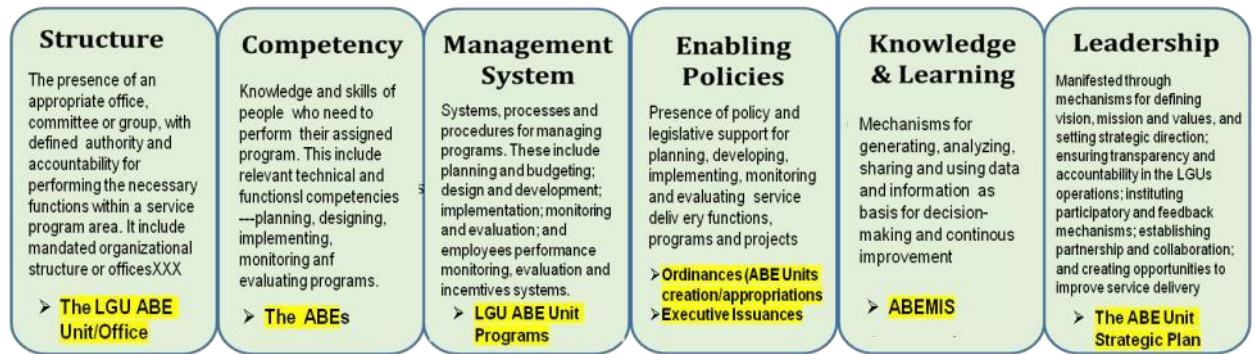 Structure
The presence of an
appropriate office,
committee or group, with
defined authority and
accountability for
performing the necessary
functions within a service
program area. It include
mandated organizational
structure or officesXXX
➢ The LGU ABE
Unit/Office
Competency
Knowledge and skills of
people who need to
perform their assigned
program. This include
relevant technical and
functionsl competencies
---planning, designing,
implementing,
monitoring anf
evaluating programs.
➢ The ABEs
s
Management
System
Systems, processes and
procedures for managing
programs. These include
planning and budgeting;
design and development;
implementation; monitoring
and evaluation; and
employees performance
monitoring, evaluation and
incentives systems.
➢ LGU ABE Unit
Programs
Enabling
Policies
Presence of policy and
legislative support for
planning, developing,
implementing, monitoring
and evaluating service
deliv ery functions,
programs and projects
➢Ordinances (ABE Units
creation/appropriations
➢Executive Issuances
Knowledge
& Learning
Mechanisms for
generating, analyzing,
sharing and using data
and information as
basis for decision-
making and continous
improvement
➢ ABEMIS
Leadership
Manifested through
mechanisms for defining
vision, mission and values, and
setting strategic direction;
ensuring transparency and
accountability in the LGUs
operations; instituting
participatory and feedback
mechanisms; establishing
partnership and collaboration;
and creating opportunities to
improve service delivery
➢ The ABE Unit
Strategic Plan